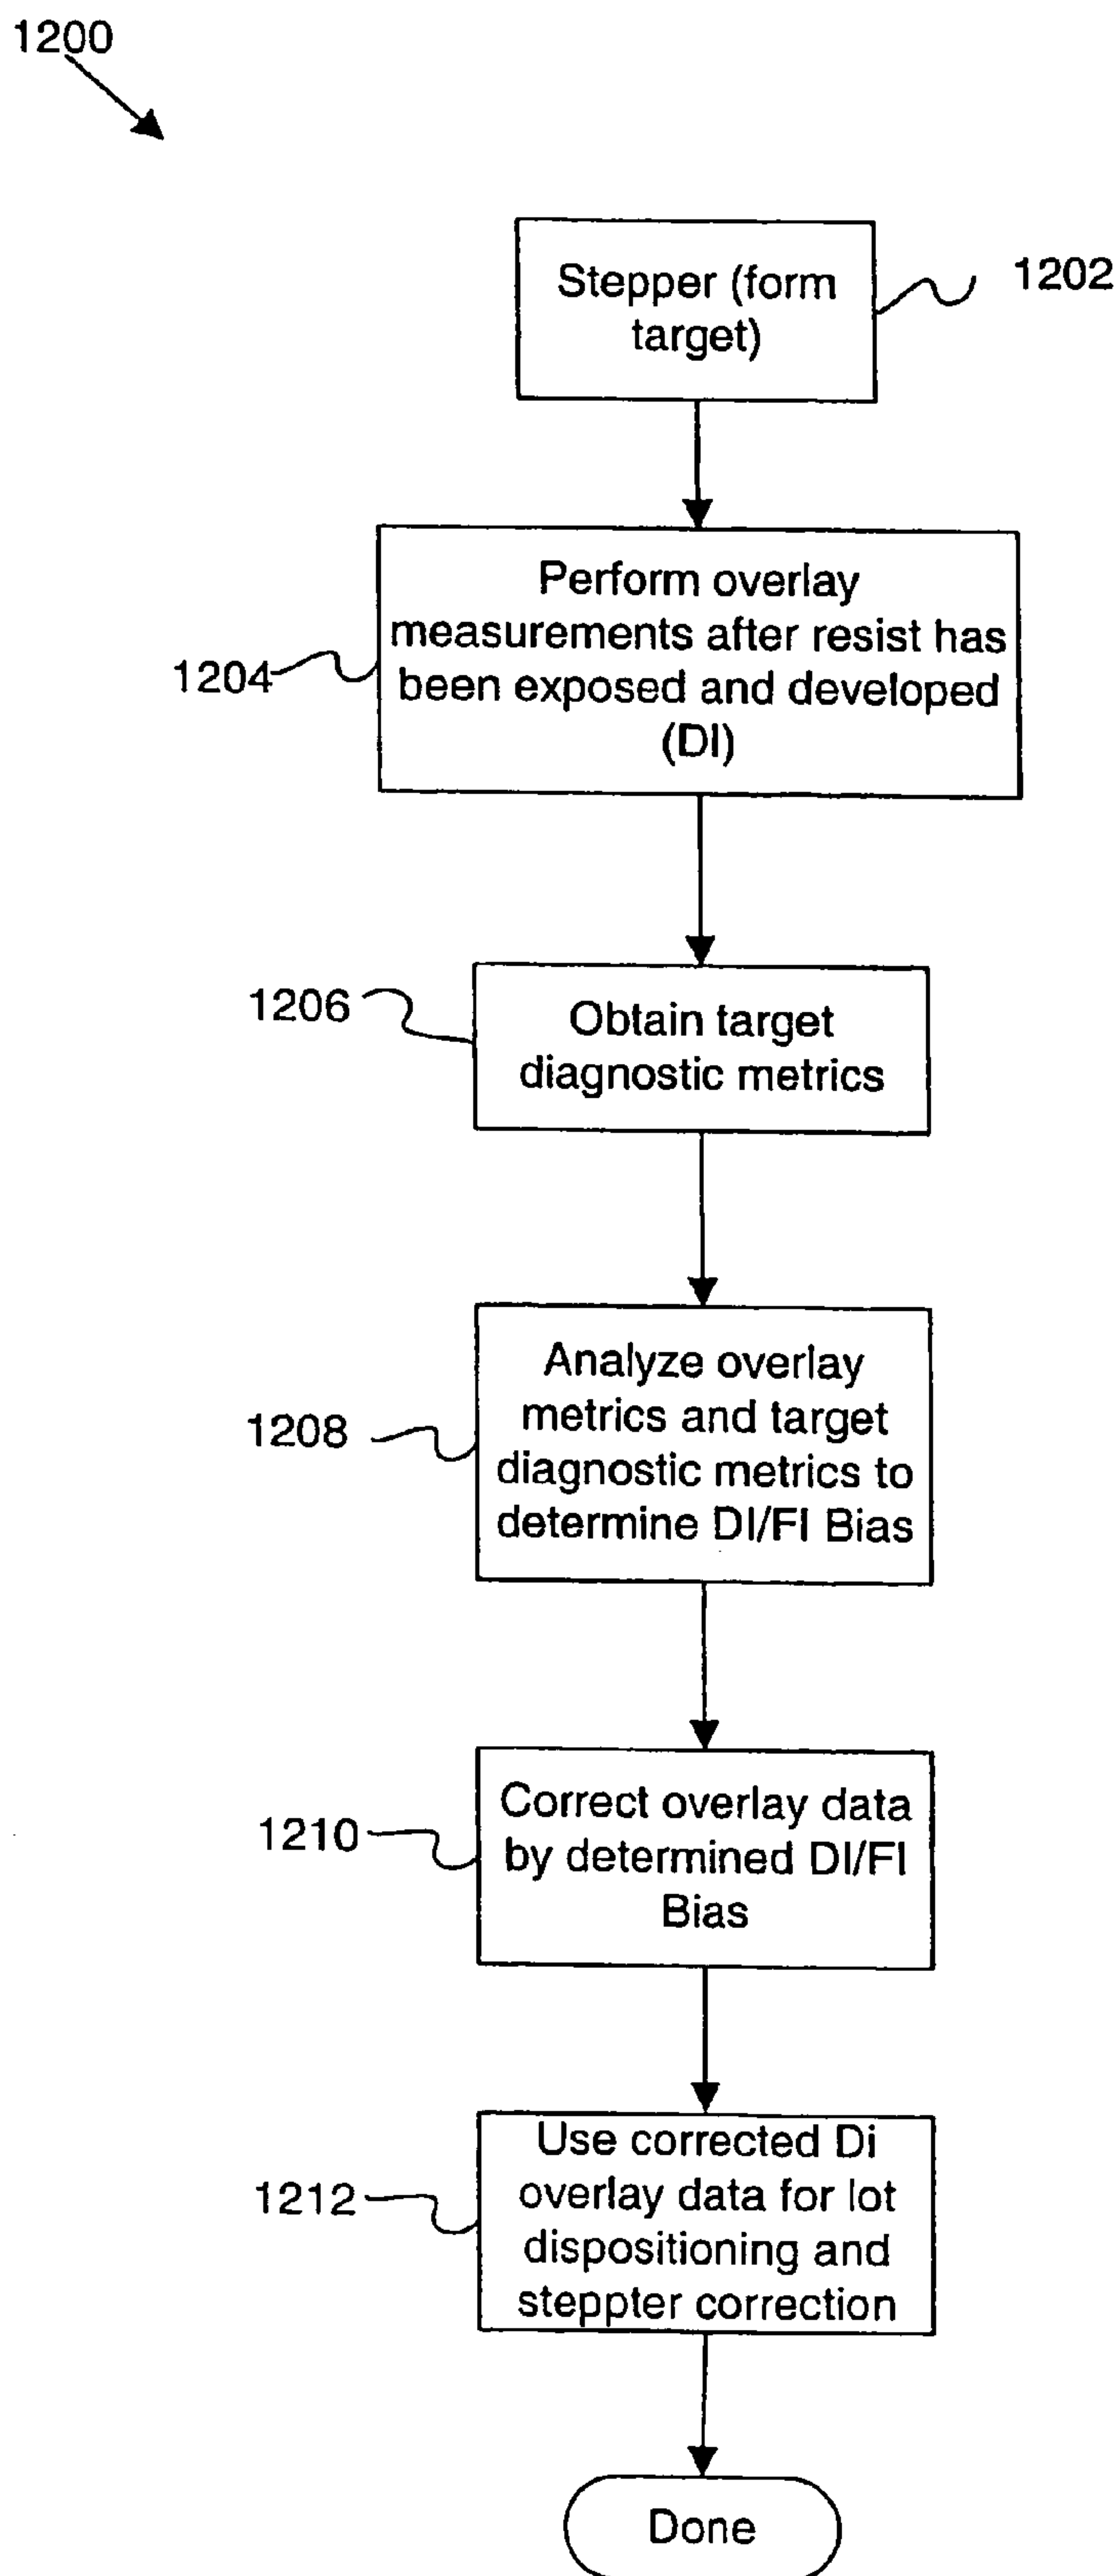 1200
Stepper (form
target)
1202
Perform overlay
measurements after resist has
been exposed and developed
(DI)
1204
Obtain target
diagnostic metrics
1206
Analyze overlay
metrics and target
diagnostic metrics to
determine DI/FI Bias
1208
Correct overlay data
by determined DI/FI
Bias
1210
Use corrected Di
overlay data for lot
dispositioning and
steppter correction
1212
Done